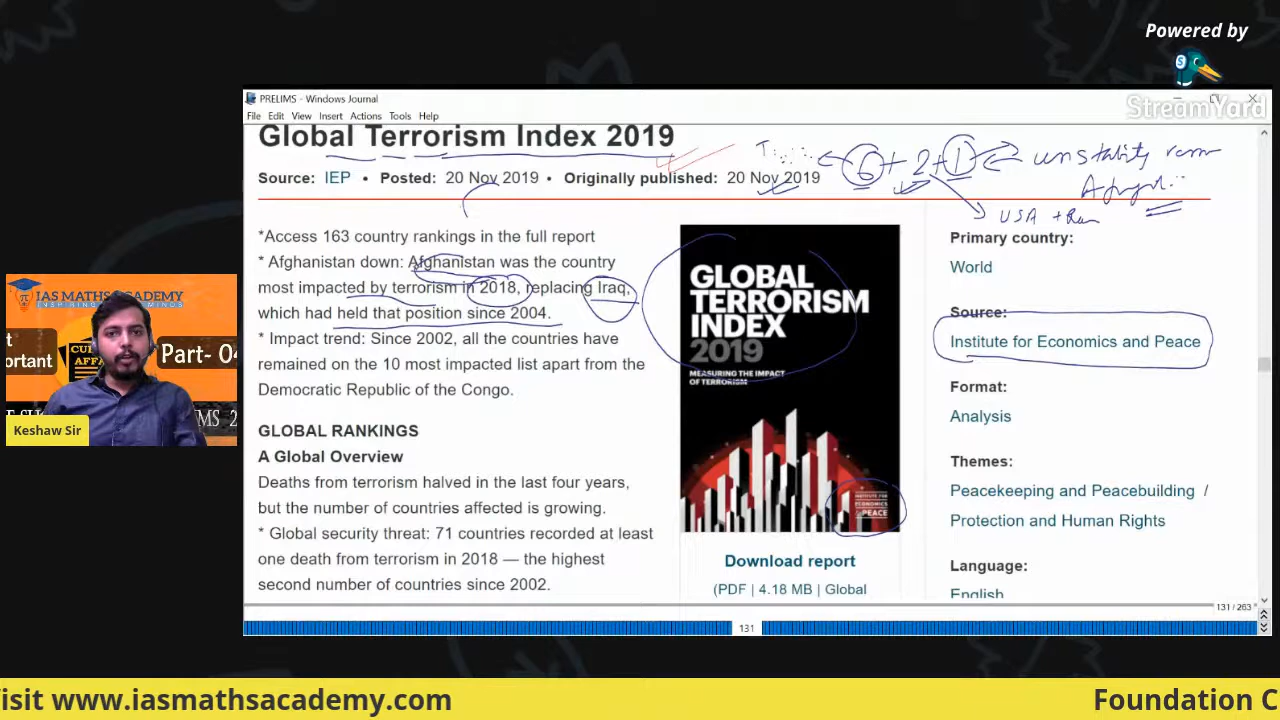 Powered by
StreamYard
PRELIMS - Windows Journal
File Edit View Insert Actions Tools Help
Global Terrorism Index 2019
Source: IEP • Posted: 20 Nov 2019 • Originally published: 20 Nov 2019
6 + 2 + 1
unstability
USA +
*Access 163 country rankings in the full report
* Afghanistan down: Afghanistan was the country
most impacted by terrorism in 2018, replacing Iraq,
which had held that position since 2004.
* Impact trend: Since 2002, all the countries have
remained on the 10 most impacted list apart from the
Democratic Republic of the Congo.
GLOBAL RANKINGS
A Global Overview
Deaths from terrorism halved in the last four years,
but the number of countries affected is growing.
* Global security threat: 71 countries recorded at least
one death from terrorism in 2018 — the highest
second number of countries since 2002.
GLOBAL
TERRORISM
INDEX
2019
MEASURING THE IMPACT
OF TERRORISM
INSTITUTE FOR
ECONOMICS
& PEACE
Download report
(PDF | 4.18 MB | Global
Primary country:
World
Source:
Institute for Economics and Peace
Format:
Analysis
Themes:
Peacekeeping and Peacebuilding /
Protection and Human Rights
Language:
English
131 / 263
131
IAS MATHS ACADEMY
Part- 04
Keshaw Sir
isit www.iasmathsacademy.com
Foundation C